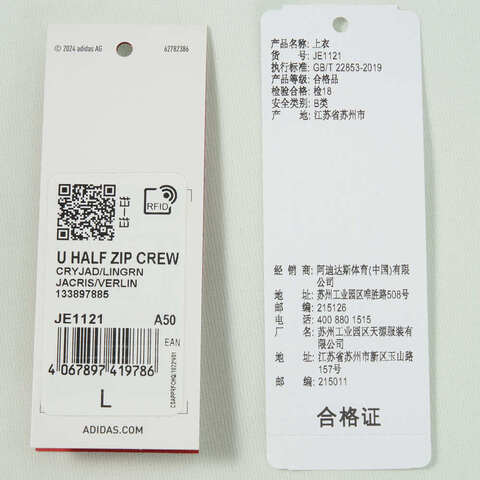 © 2024 adidas AG 62782386
RFID
U HALF ZIP CREW
CRYJAD/LINGRN
JACRIS/VERLIN
133897885
JE1121 A50
EAN
4 067897 419786
L
ADIDAS.COM
产品名称: 上衣
货 号: JE1121
执行标准: GB/T 22853-2019
产品等级: 合格品
检验合格: 检18
安全类别: B类
产 地: 江苏省苏州市
经 销 商: 阿迪达斯体育(中国)有限
公司
地 址: 苏州工业园区唯胜路508号
邮 编: 215126
电 话: 400 880 1515
厂 名: 苏州工业园区天源服装有
限公司
地 址: 江苏省苏州市新区玉山路
157号
邮 编: 215011
合格证